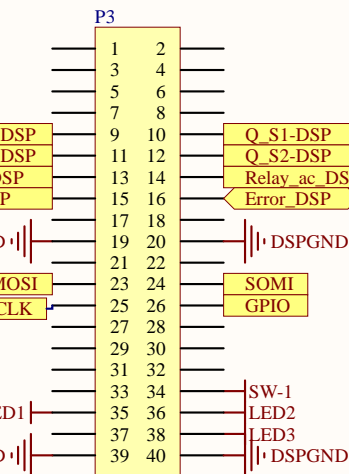 P3
1 2
3 4
5 6
7 8
DSP 9 10 Q_S1-DSP
DSP 11 12 Q_S2-DSP
SP 13 14 Relay_ac_DS
P 15 16 Error_DSP
17 18
19 20 DSPGND
21 22
MOSI 23 24 SOMI
CLK 25 26 GPIO
27 28
29 30
31 32
33 34 SW-1
ED1 35 36 LED2
37 38 LED3
D 39 40 DSPGND